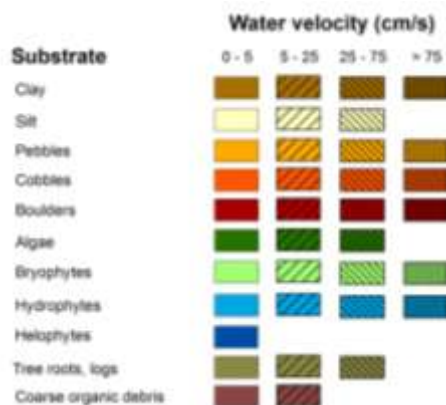 Water velocity (cm/s)
Substrate 0 - 5 5 - 25 25 - 75 > 75
Clay
Silt
Pebbles
Cobbles
Boulders
Algae
Bryophytes
Hydrophytes
Helophytes
Tree roots, logs
Coarse organic debris